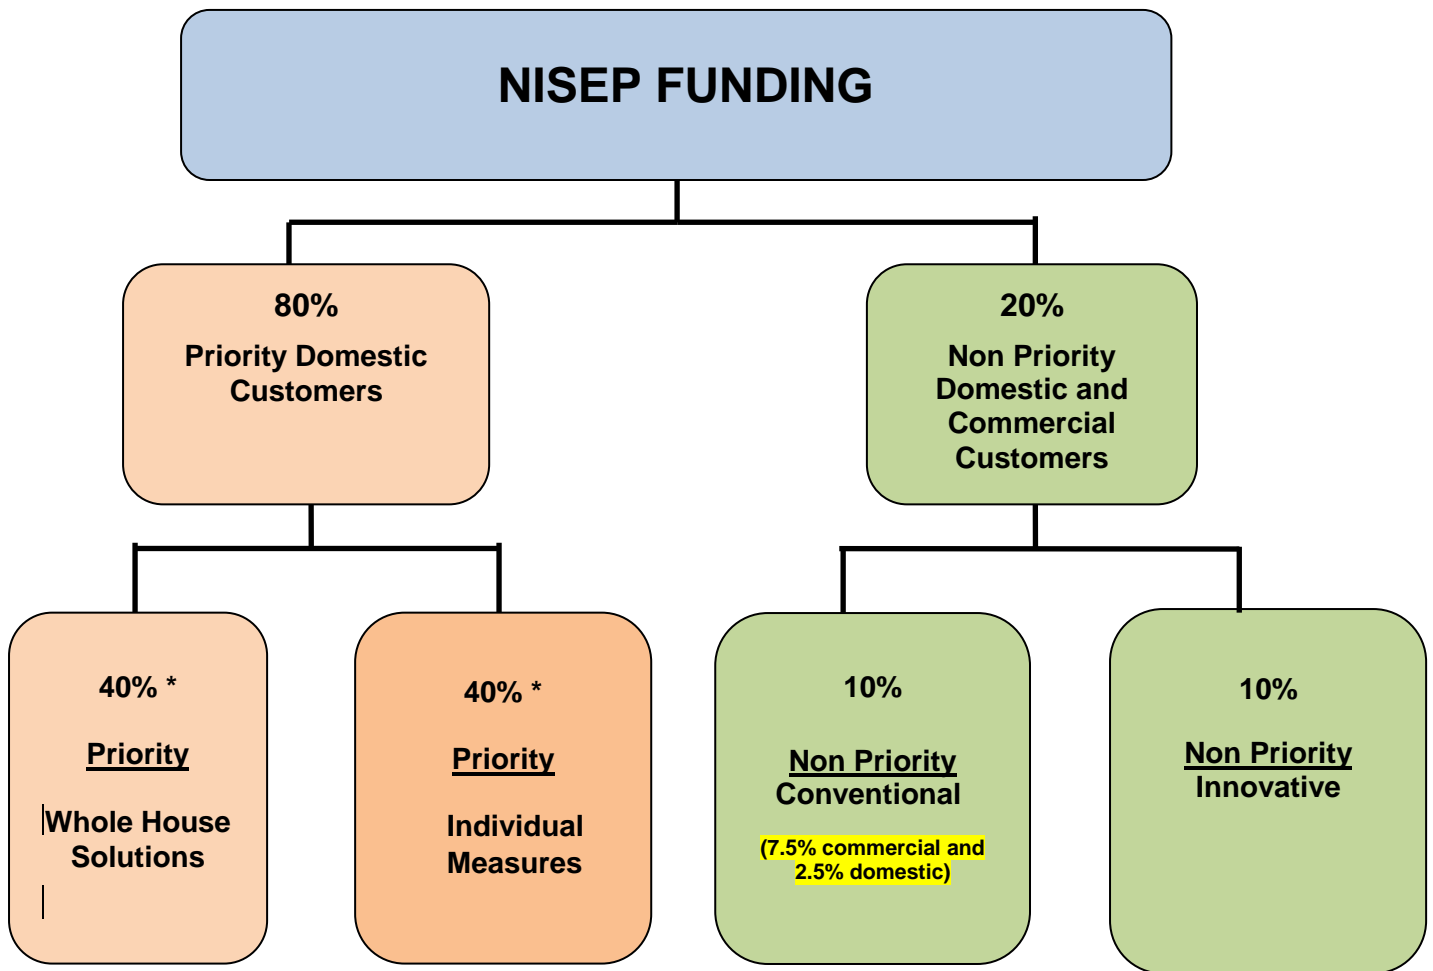 NISEP FUNDING
80%
Priority Domestic
Customers
20%
Non Priority
Domestic and
Commercial
Customers
40% *
Priority
Whole House
Solutions
40% *
Priority
Individual
Measures
10%
Non Priority
Conventional
(7.5% commercial and
2.5% domestic)
10%
Non Priority
Innovative